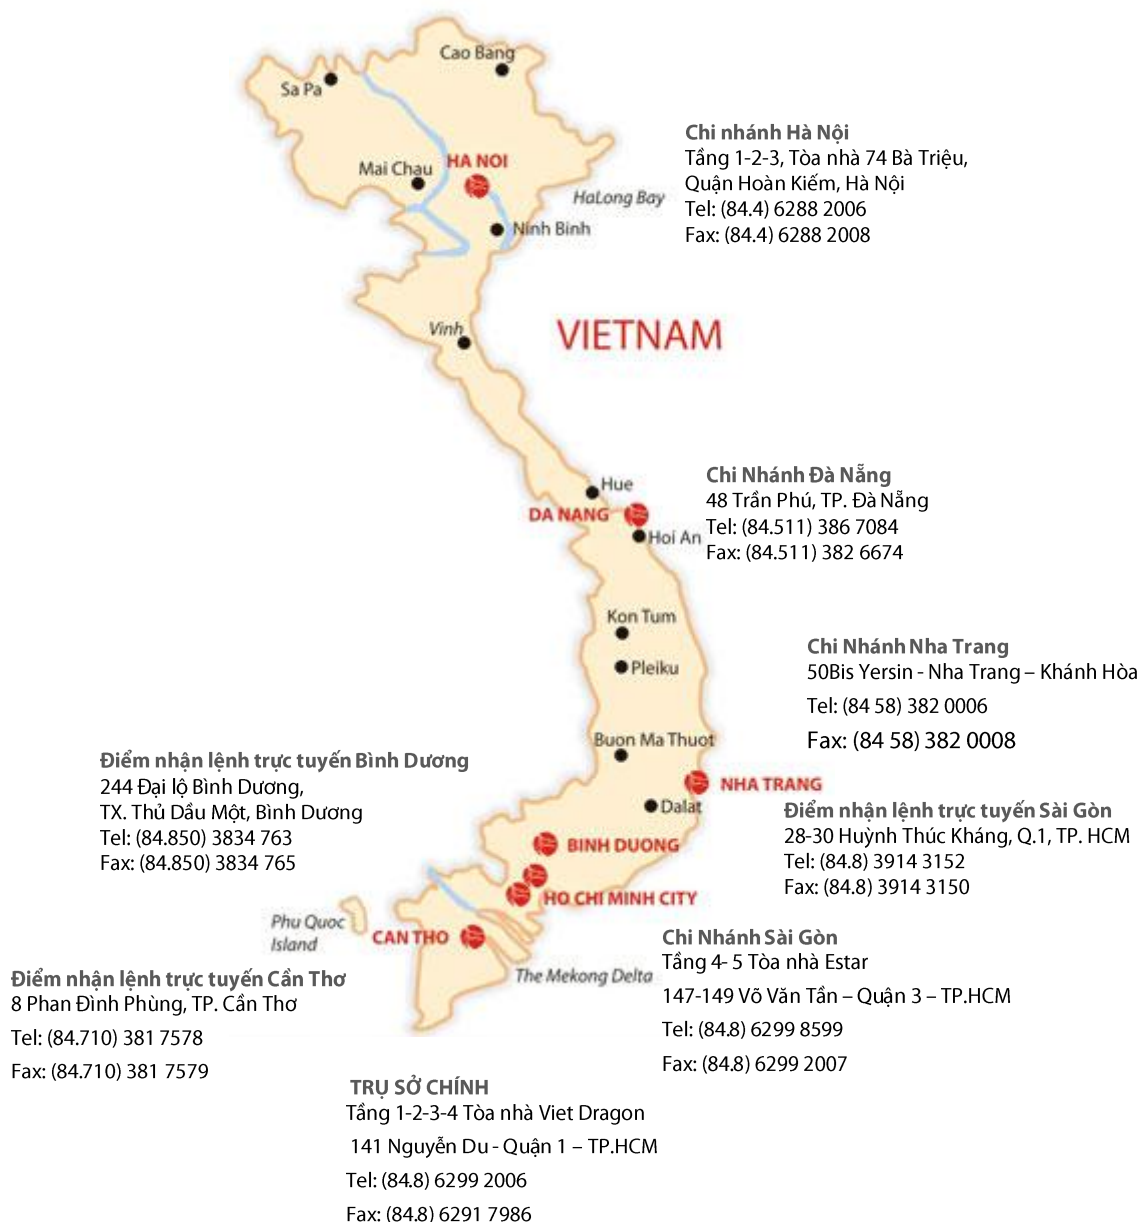 Cao Bang
Sa Pa
Chi nhánh Hà Nội
Tầng 1-2-3, Tòa nhà 74 Bà Triệu,
Quận Hoàn Kiếm, Hà Nội
Tel: (84.4) 6288 2006
Fax: (84.4) 6288 2008
HA NOI
Mai Chau
HaLong Bay
Ninh Binh
Vinh
VIETNAM
Chi Nhánh Đà Nẵng
48 Trần Phú, TP. Đà Nẵng
Tel: (84.511) 386 7084
Fax: (84.511) 382 6674
Hue
DA NANG
Hoi An
Kon Tum
Pleiku
Chi Nhánh Nha Trang
50Bis Yersin - Nha Trang – Khánh Hòa
Tel: (84 58) 382 0006
Fax: (84 58) 382 0008
Buon Ma Thuot
NHA TRANG
Dalat
Điểm nhận lệnh trực tuyến Bình Dương
244 Đại lộ Bình Dương,
TX. Thủ Dầu Một, Bình Dương
Tel: (84.850) 3834 763
Fax: (84.850) 3834 765
Điểm nhận lệnh trực tuyến Sài Gòn
28-30 Huỳnh Thúc Kháng, Q.1, TP. HCM
Tel: (84.8) 3914 3152
Fax: (84.8) 3914 3150
BINH DUONG
HO CHI MINH CITY
Phu Quoc
Island
CAN THO
The Mekong Delta
Chi Nhánh Sài Gòn
Tầng 4- 5 Tòa nhà Estar
147-149 Võ Văn Tần – Quận 3 – TP.HCM
Tel: (84.8) 6299 8599
Fax: (84.8) 6299 2007
Điểm nhận lệnh trực tuyến Cần Thơ
8 Phan Đình Phùng, TP. Cần Thơ
Tel: (84.710) 381 7578
Fax: (84.710) 381 7579
TRỤ SỞ CHÍNH
Tầng 1-2-3-4 Tòa nhà Viet Dragon
141 Nguyễn Du - Quận 1 – TP.HCM
Tel: (84.8) 6299 2006
Fax: (84.8) 6291 7986